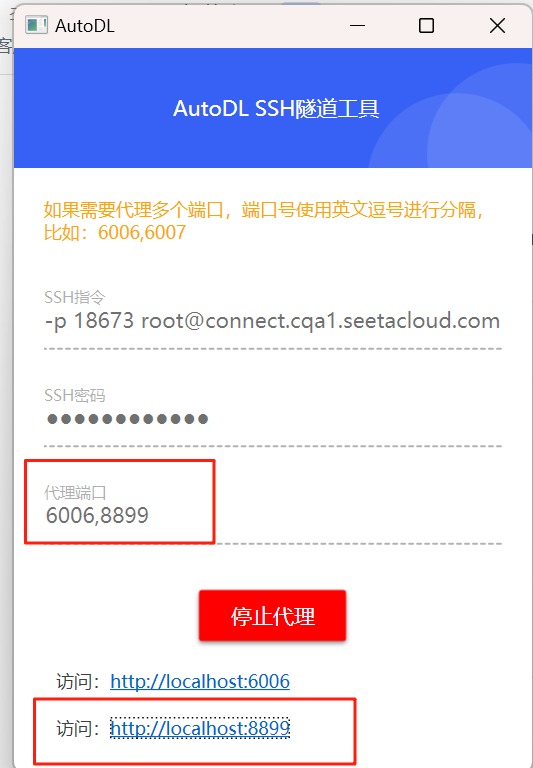 AutoDL
AutoDL SSH隧道工具
如果需要代理多个端口，端口号使用英文逗号进行分隔，
比如：6006,6007
SSH指令
-p 18673 root@connect.cqa1.seetacloud.com
SSH密码
●●●●●●●●●●●●
代理端口
6006,8899
停止代理
访问：http://localhost:6006
访问：http://localhost:8899